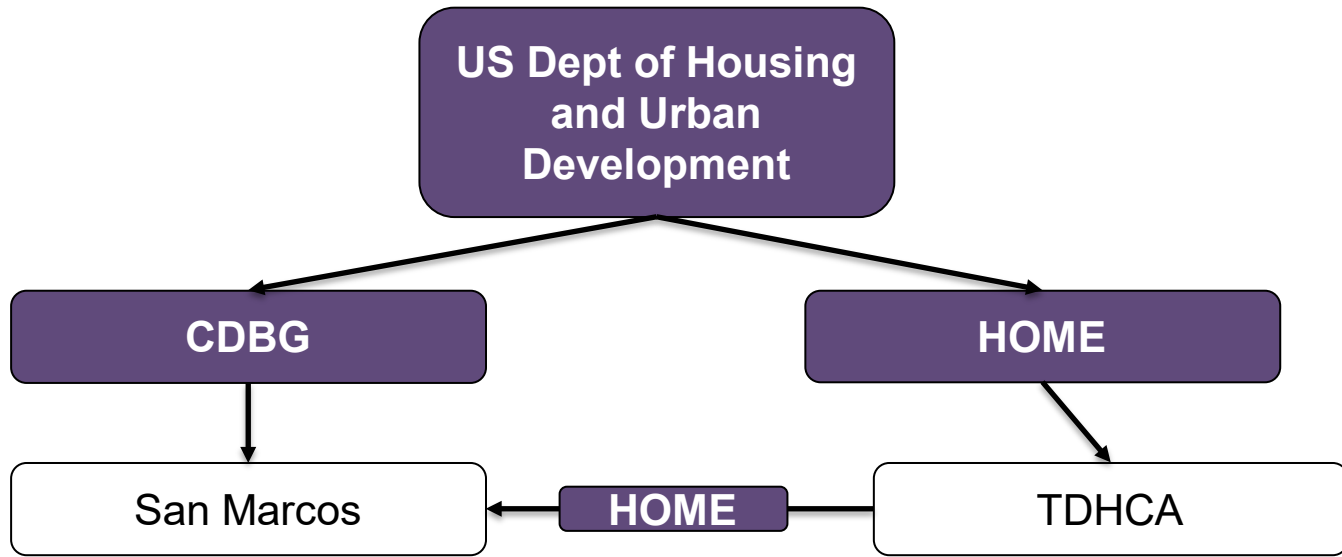 US Dept of Housing
and Urban
Development
CDBG
HOME
San Marcos
HOME
TDHCA